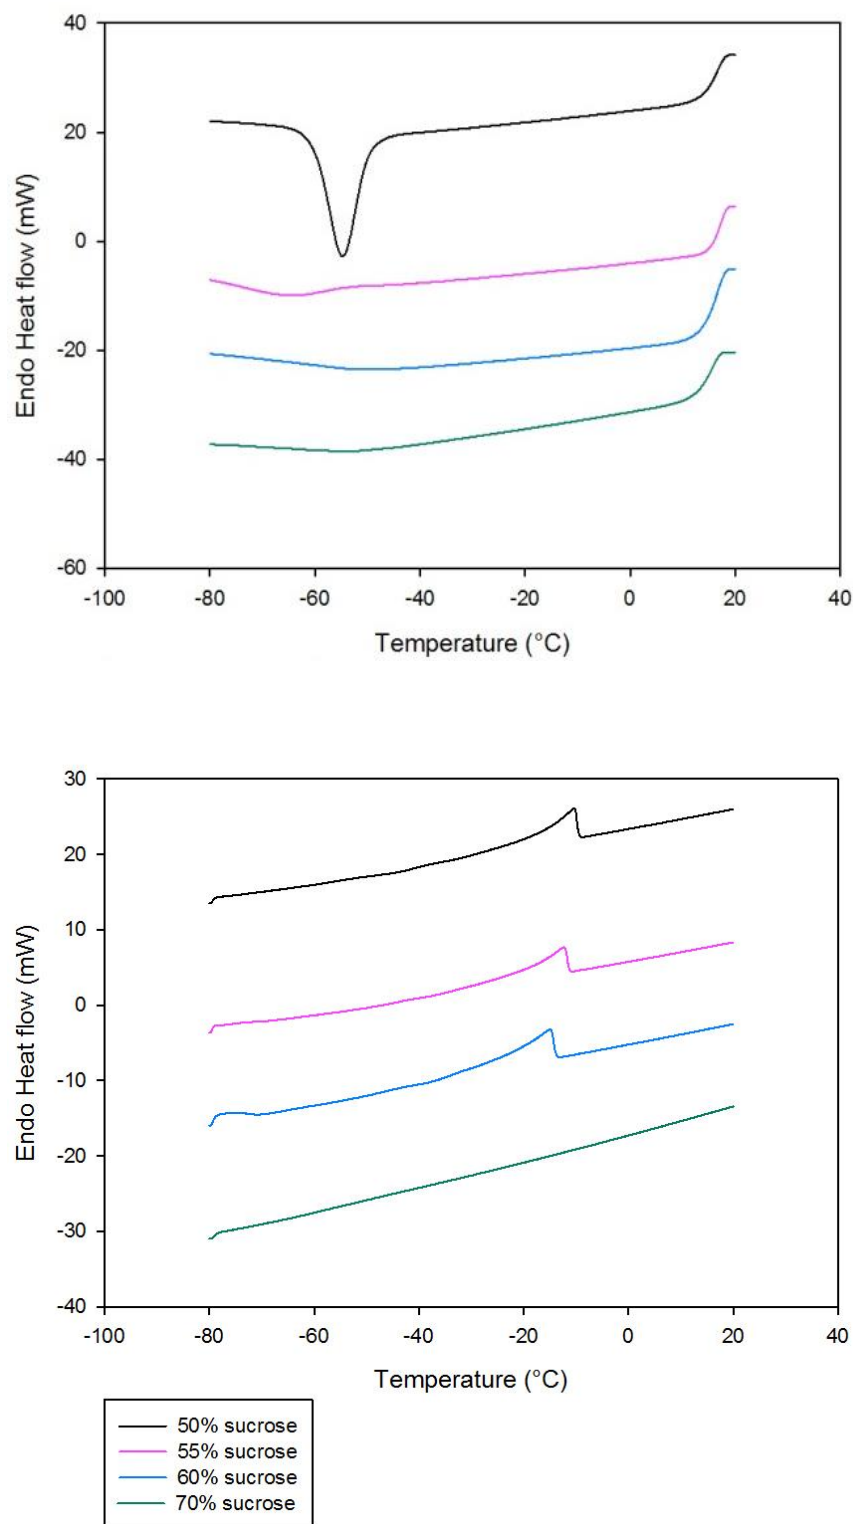 40
20
0
-20
-40
-60
Endo Heat flow (mW)
-100 -80 -60 -40 -20 0 20 40
Temperature (°C)
30
20
10
0
-10
-20
-30
-40
Endo Heat flow (mW)
-100 -80 -60 -40 -20 0 20 40
Temperature (°C)
50% sucrose
55% sucrose
60% sucrose
70% sucrose